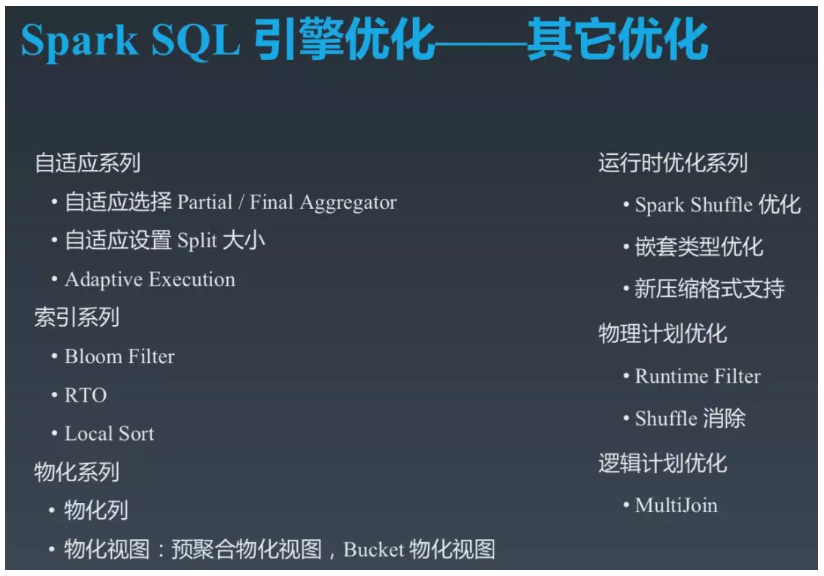 Spark SQL 引擎优化——其它优化
自适应系列
• 自适应选择 Partial / Final Aggregator
• 自适应设置 Split 大小
• Adaptive Execution
索引系列
• Bloom Filter
• RTO
• Local Sort
物化系列
• 物化列
• 物化视图：预聚合物化视图，Bucket 物化视图
运行时优化系列
• Spark Shuffle 优化
• 嵌套类型优化
• 新压缩格式支持
物理计划优化
• Runtime Filter
• Shuffle 消除
逻辑计划优化
• MultiJoin